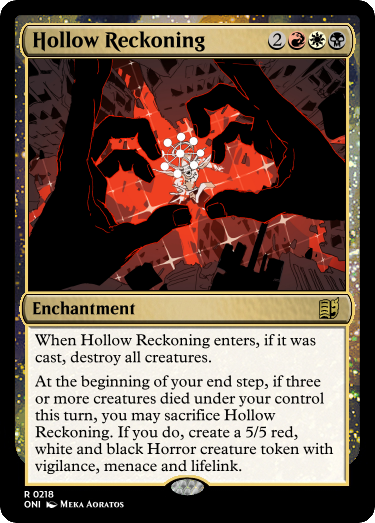 Hollow Reckoning 2
Enchantment
When Hollow Reckoning enters, if it was
cast, destroy all creatures.
At the beginning of your end step, if three
or more creatures died under your control
this turn, you may sacrifice Hollow
Reckoning. If you do, create a 5/5 red,
white and black Horror creature token with
vigilance, menace and lifelink.
R 0218
ONI Meka Aoratos